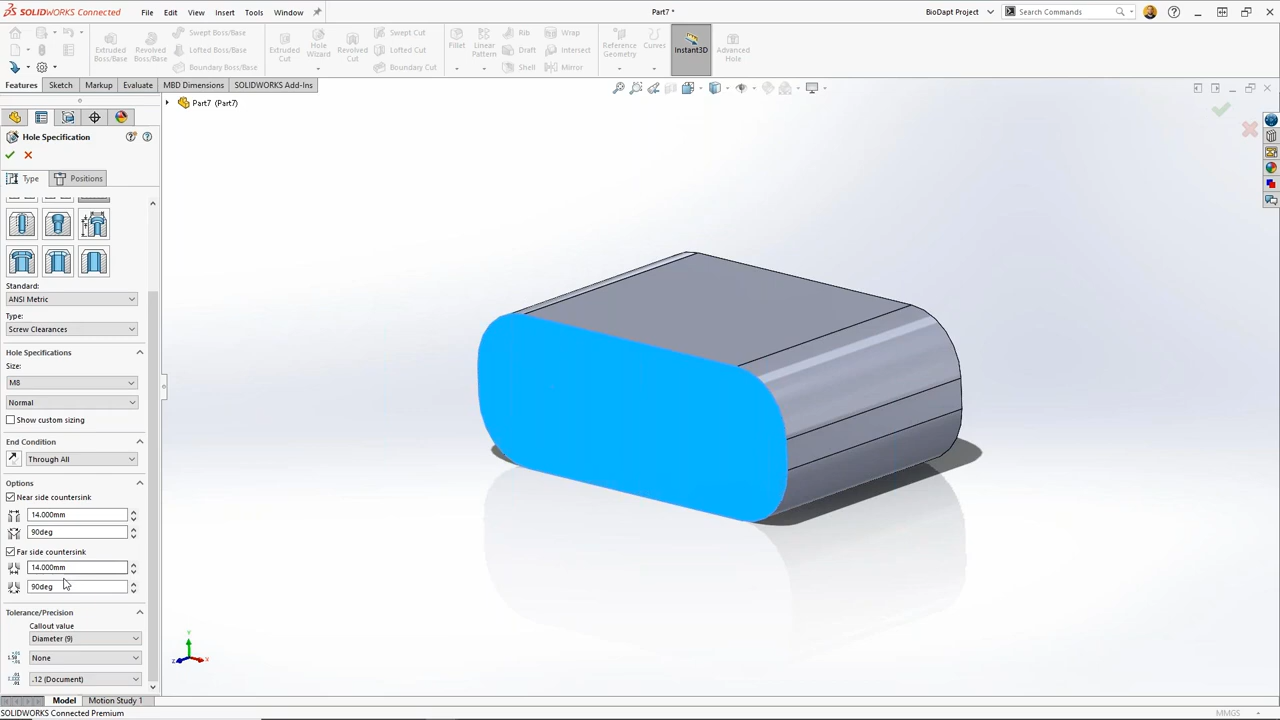 SOLIDWORKS Connected
File Edit View Insert Tools Window
Part7 *
BioDapt Project
Search Commands
Extruded Boss/Base
Revolved Boss/Base
Swept Boss/Base
Lofted Boss/Base
Boundary Boss/Base
Extruded Cut
Hole Wizard
Revolved Cut
Swept Cut
Lofted Cut
Boundary Cut
Fillet
Linear Pattern
Rib
Draft
Shell
Wrap
Intersect
Mirror
Reference Geometry
Curves
Instant3D
Advanced Hole
Features Sketch Markup Evaluate MBD Dimensions SOLIDWORKS Add-Ins
Part7 (Part7)
Hole Specification
Type Positions
Standard:
ANSI Metric
Type:
Screw Clearances
Hole Specifications
Size:
M8
Normal
Show custom sizing
End Condition
Through All
Options
Near side countersink
14.000mm
90deg
Far side countersink
14.000mm
90deg
Tolerance/Precision
Callout value
Diameter (9)
None
.12 (Document)
Y
Z
X
Model Motion Study 1
SOLIDWORKS Connected Premium
MMGS